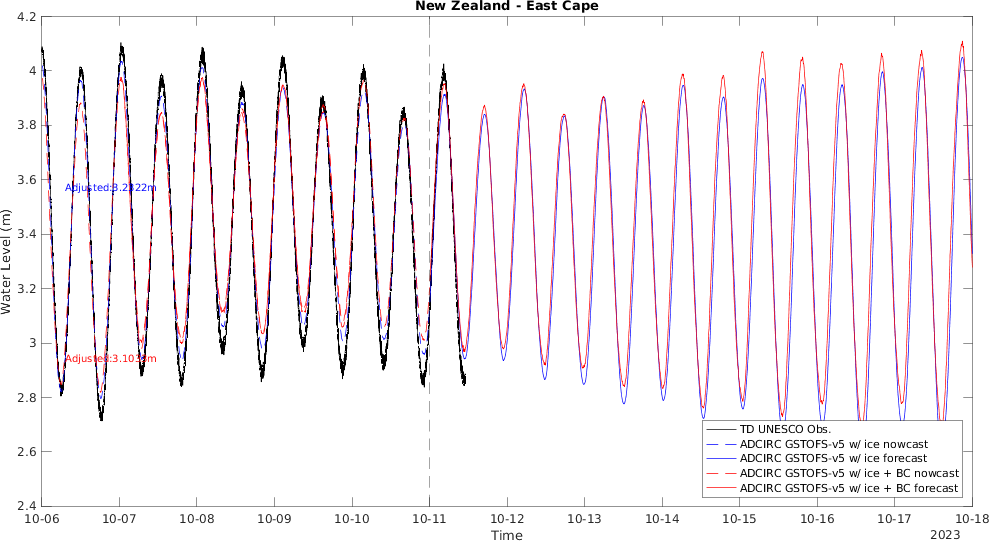 New Zealand - East Cape
4.2
4
3.8
3.6
3.4
3.2
3
2.8
2.6
2.4
Water Level (m)
Adjusted:3.2322m
TD UNESCO Obs.
ADCIRC GSTOFS-v5 w/ ice nowcast
ADCIRC GSTOFS-v5 w/ ice forecast
ADCIRC GSTOFS-v5 w/ ice + BC nowcast
ADCIRC GSTOFS-v5 w/ ice + BC forecast
10-06 10-07 10-08 10-09 10-10 10-11 10-12 10-13 10-14 10-15 10-16 10-17 10-18
Time
2023